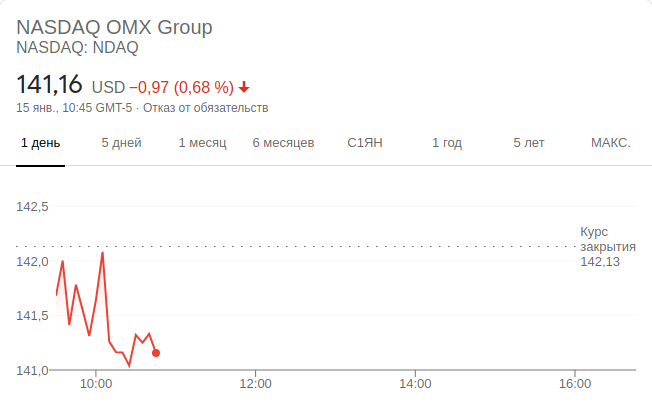 NASDAQ OMX Group
NASDAQ: NDAQ
141,16 USD −0,97 (0,68 %) ↓
15 янв., 10:45 GMT-5 · Отказ от обязательств
1 день 5 дней 1 месяц 6 месяцев С1ЯН 1 год 5 лет МАКС.
142,5
Курс
закрытия
142,0
142,13
141,5
141,0
10:00 12:00 14:00 16:00